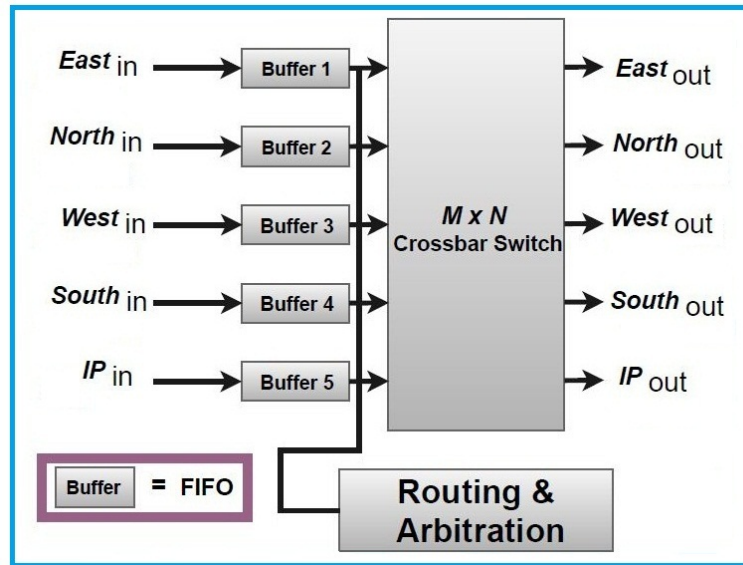 East in
Buffer 1
East out
North in
Buffer 2
North out
West in
Buffer 3
M x N
Crossbar Switch
West out
South in
Buffer 4
South out
IP in
Buffer 5
IP out
Buffer = FIFO
Routing &
Arbitration